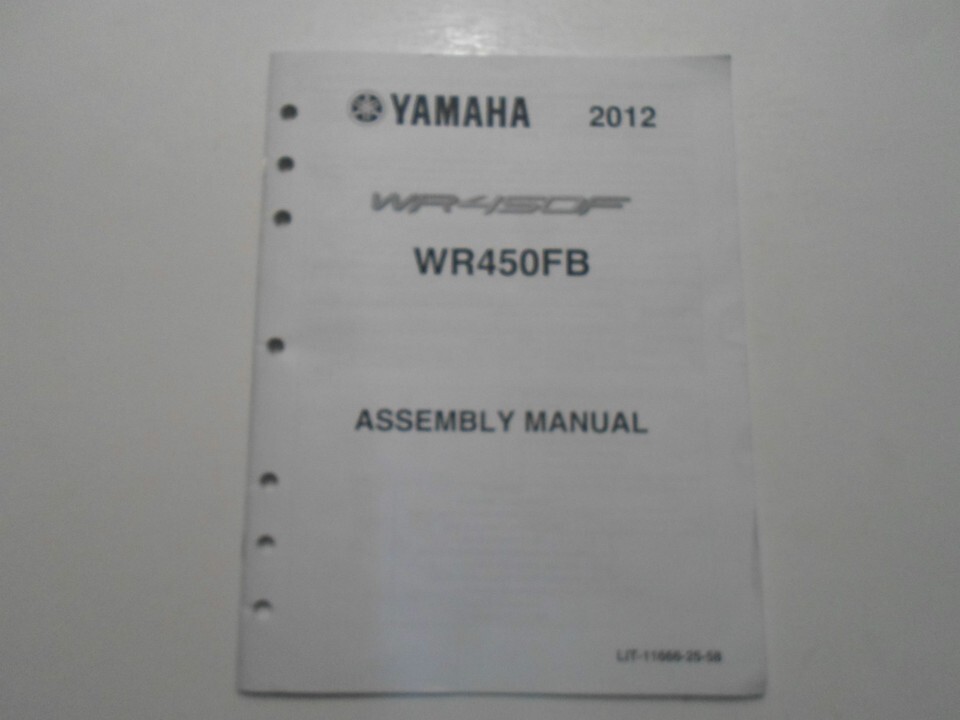 YAMAHA 2012
WR450F
WR450FB
ASSEMBLY MANUAL
LIT-11666-25-58